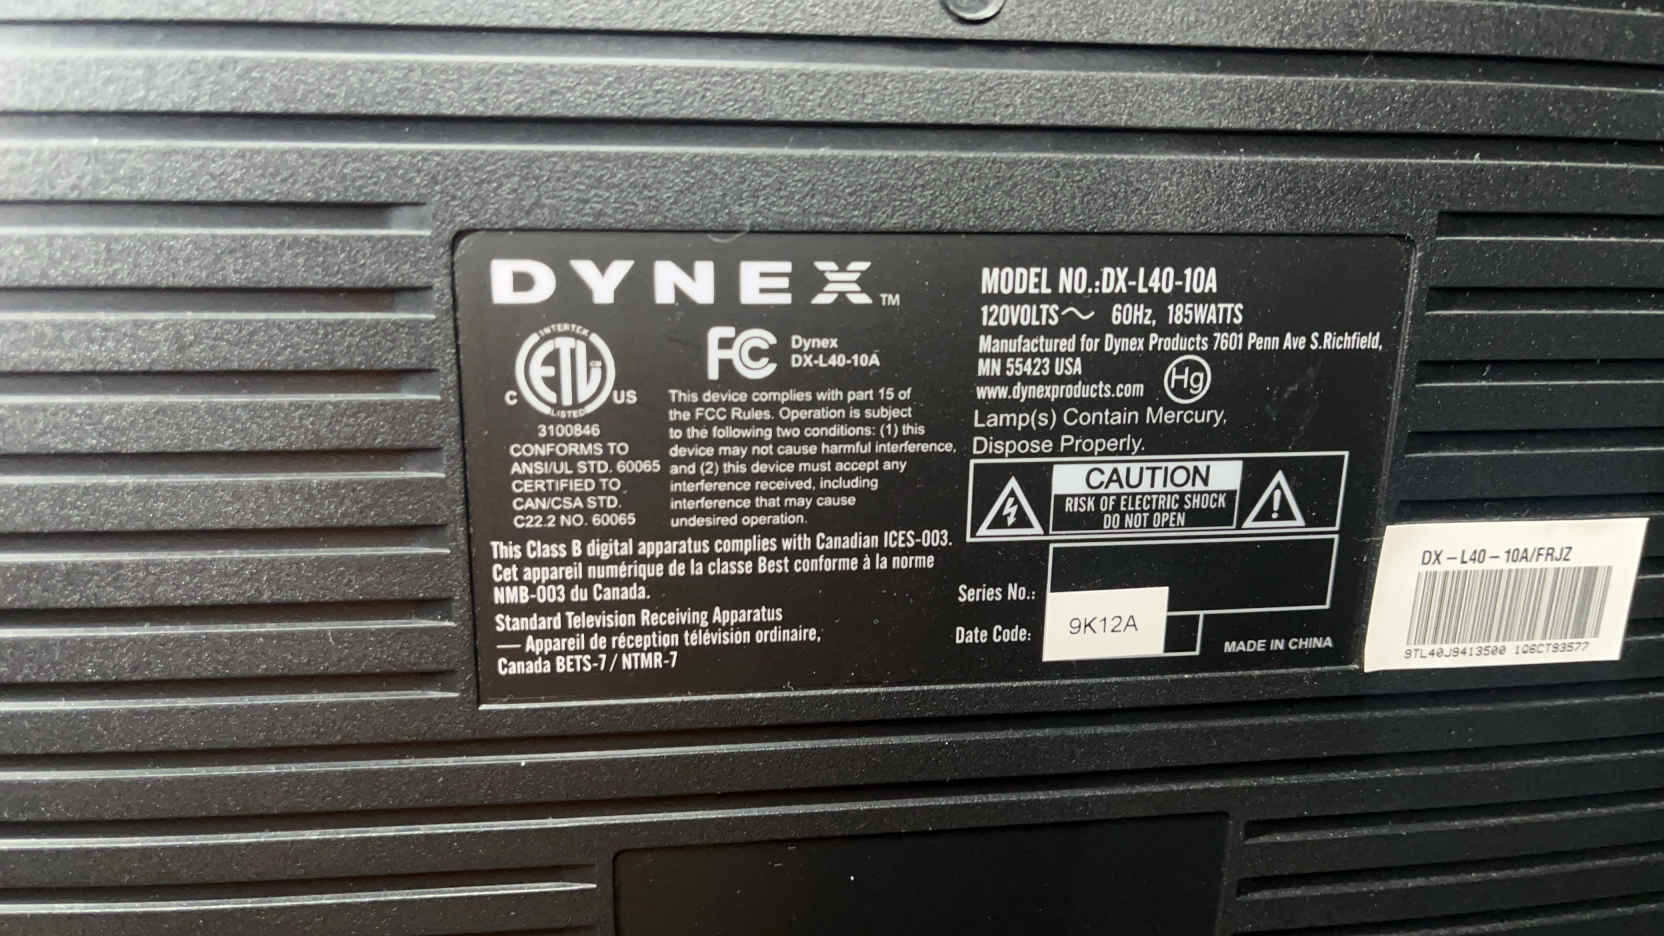 DYNEX™
INTERTEK
ETL CM
C US
LISTED
3100846
CONFORMS TO
ANSI/UL STD. 60065
CERTIFIED TO
CAN/CSA STD.
C22.2 NO. 60065
FC Dynex
DX-L40-10A
This device complies with part 15 of
the FCC Rules. Operation is subject
to the following two conditions: (1) this
device may not cause harmful interference,
and (2) this device must accept any
interference received, including
interference that may cause
undesired operation.
This Class B digital apparatus complies with Canadian ICES-003.
Cet appareil numérique de la classe Best conforme à la norme
NMB-003 du Canada.
Standard Television Receiving Apparatus
— Appareil de réception télévision ordinaire,
Canada BETS-7 / NTMR-7
MODEL NO.:DX-L40-10A
120VOLTS~ 60Hz, 185WATTS
Manufactured for Dynex Products 7601 Penn Ave S.Richfield,
MN 55423 USA
www.dynexproducts.com Hg
Lamp(s) Contain Mercury,
Dispose Properly.
CAUTION
RISK OF ELECTRIC SHOCK
DO NOT OPEN
Series No.:
Date Code: 9K12A
MADE IN CHINA
DX-L40-10A/FRJZ
9TL40J9413500 1Q6CT93577